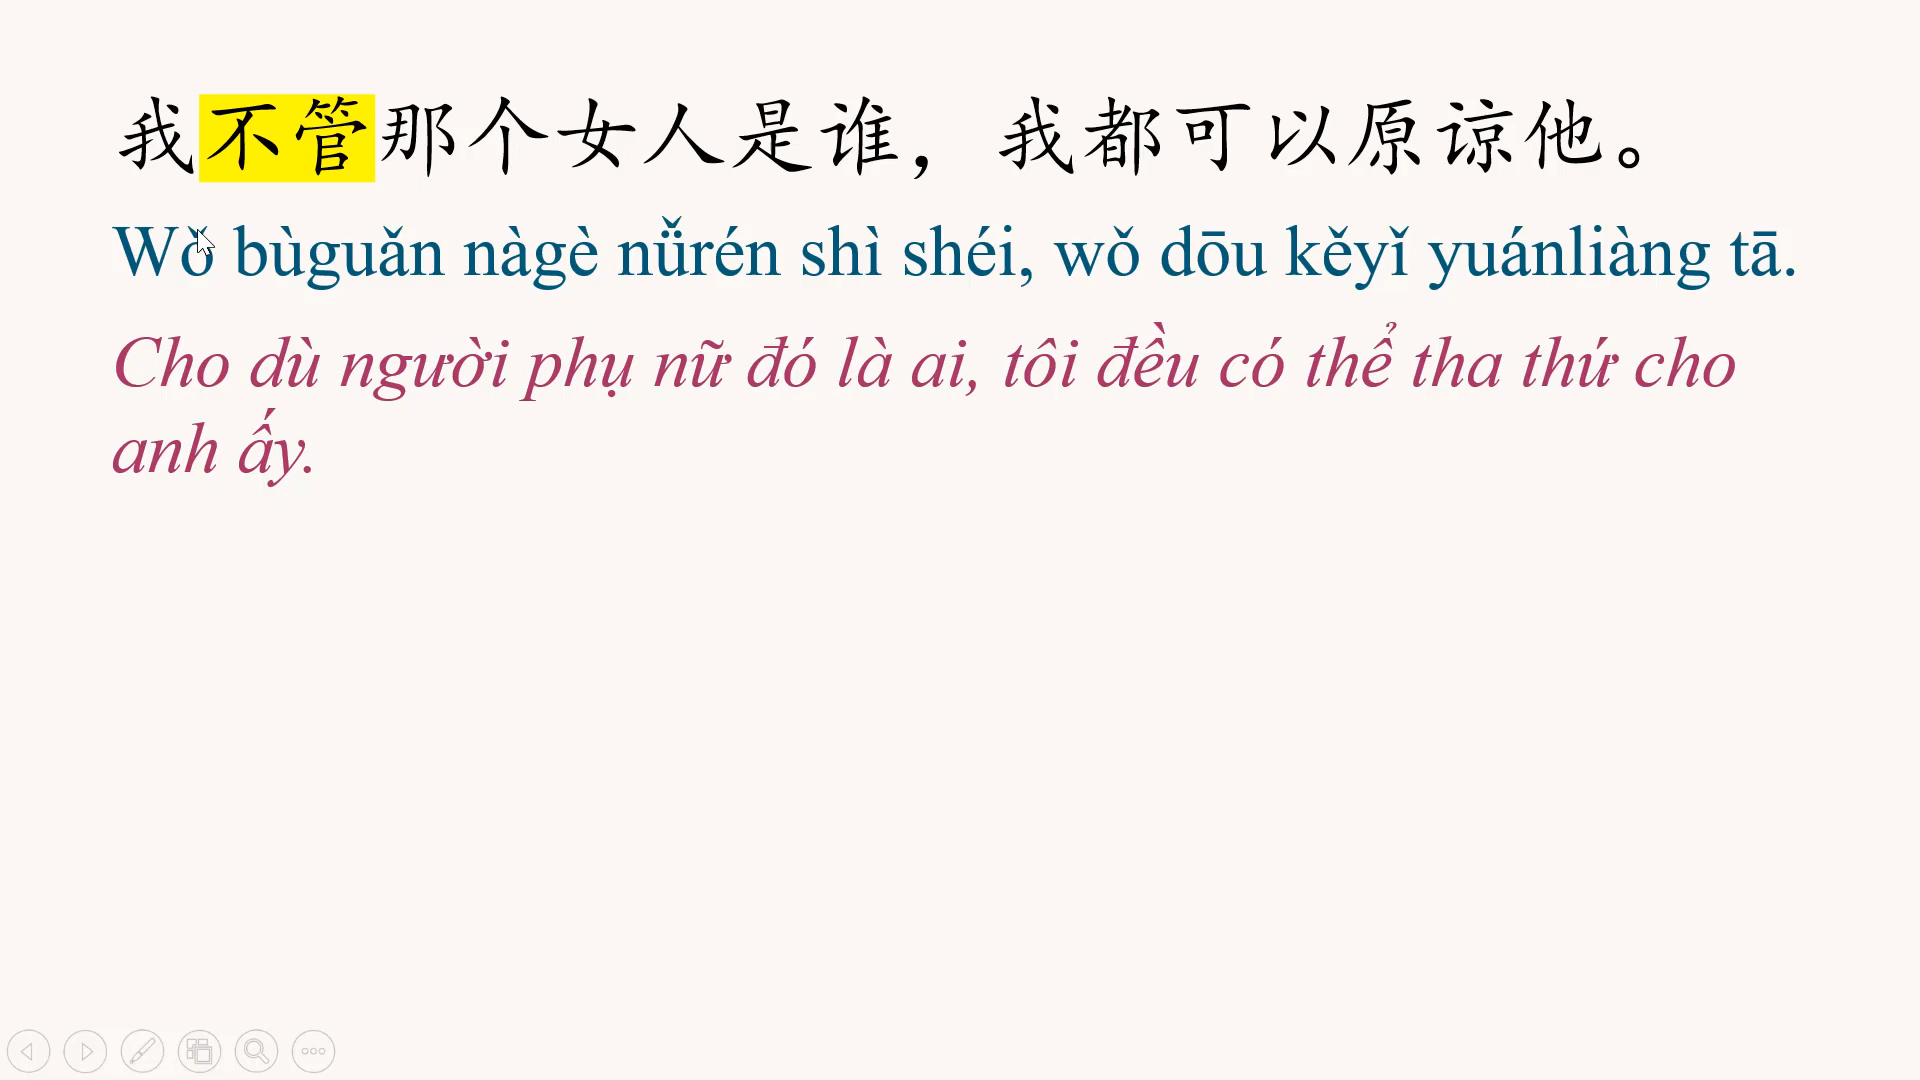 我不管那个女人是谁，我都可以原谅他。
Wǒ bùguǎn nàgè nǚrén shì shéi, wǒ dōu kěyǐ yuánliàng tā.
Cho dù người phụ nữ đó là ai, tôi đều có thể tha thứ cho
anh ấy.